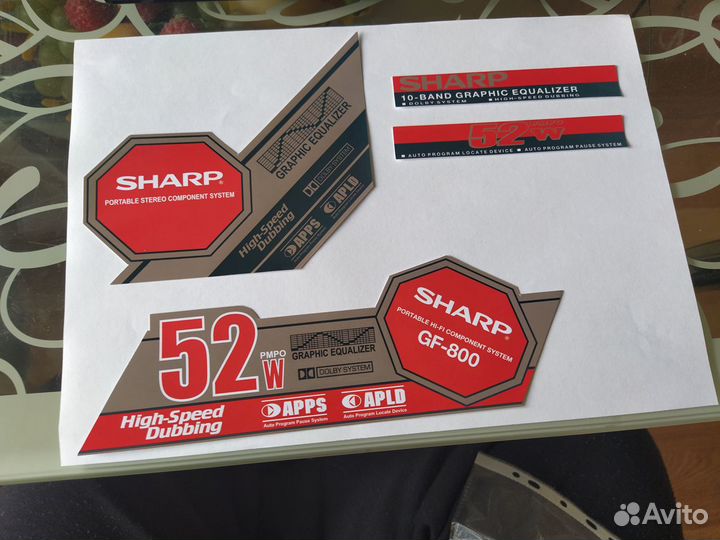 SHARP®
PORTABLE STEREO COMPONENT SYSTEM
GRAPHIC EQUALIZER
DOLBY SYSTEM
High-Speed
Dubbing
APPS
APLD
SHARP
10-BAND GRAPHIC EQUALIZER
■ DOLBY SYSTEM ■ HIGH-SPEED DUBBING
52 PMPO
W
■ AUTO PROGRAM LOCATE DEVICE ■ AUTO PROGRAM PAUSE SYSTEM
52 PMPO
W
GRAPHIC EQUALIZER
DOLBY SYSTEM
High-Speed
Dubbing
APPS
Auto Program Pause System
APLD
Auto Program Locate Device
SHARP®
PORTABLE HI-FI COMPONENT SYSTEM
GF-800
Avito